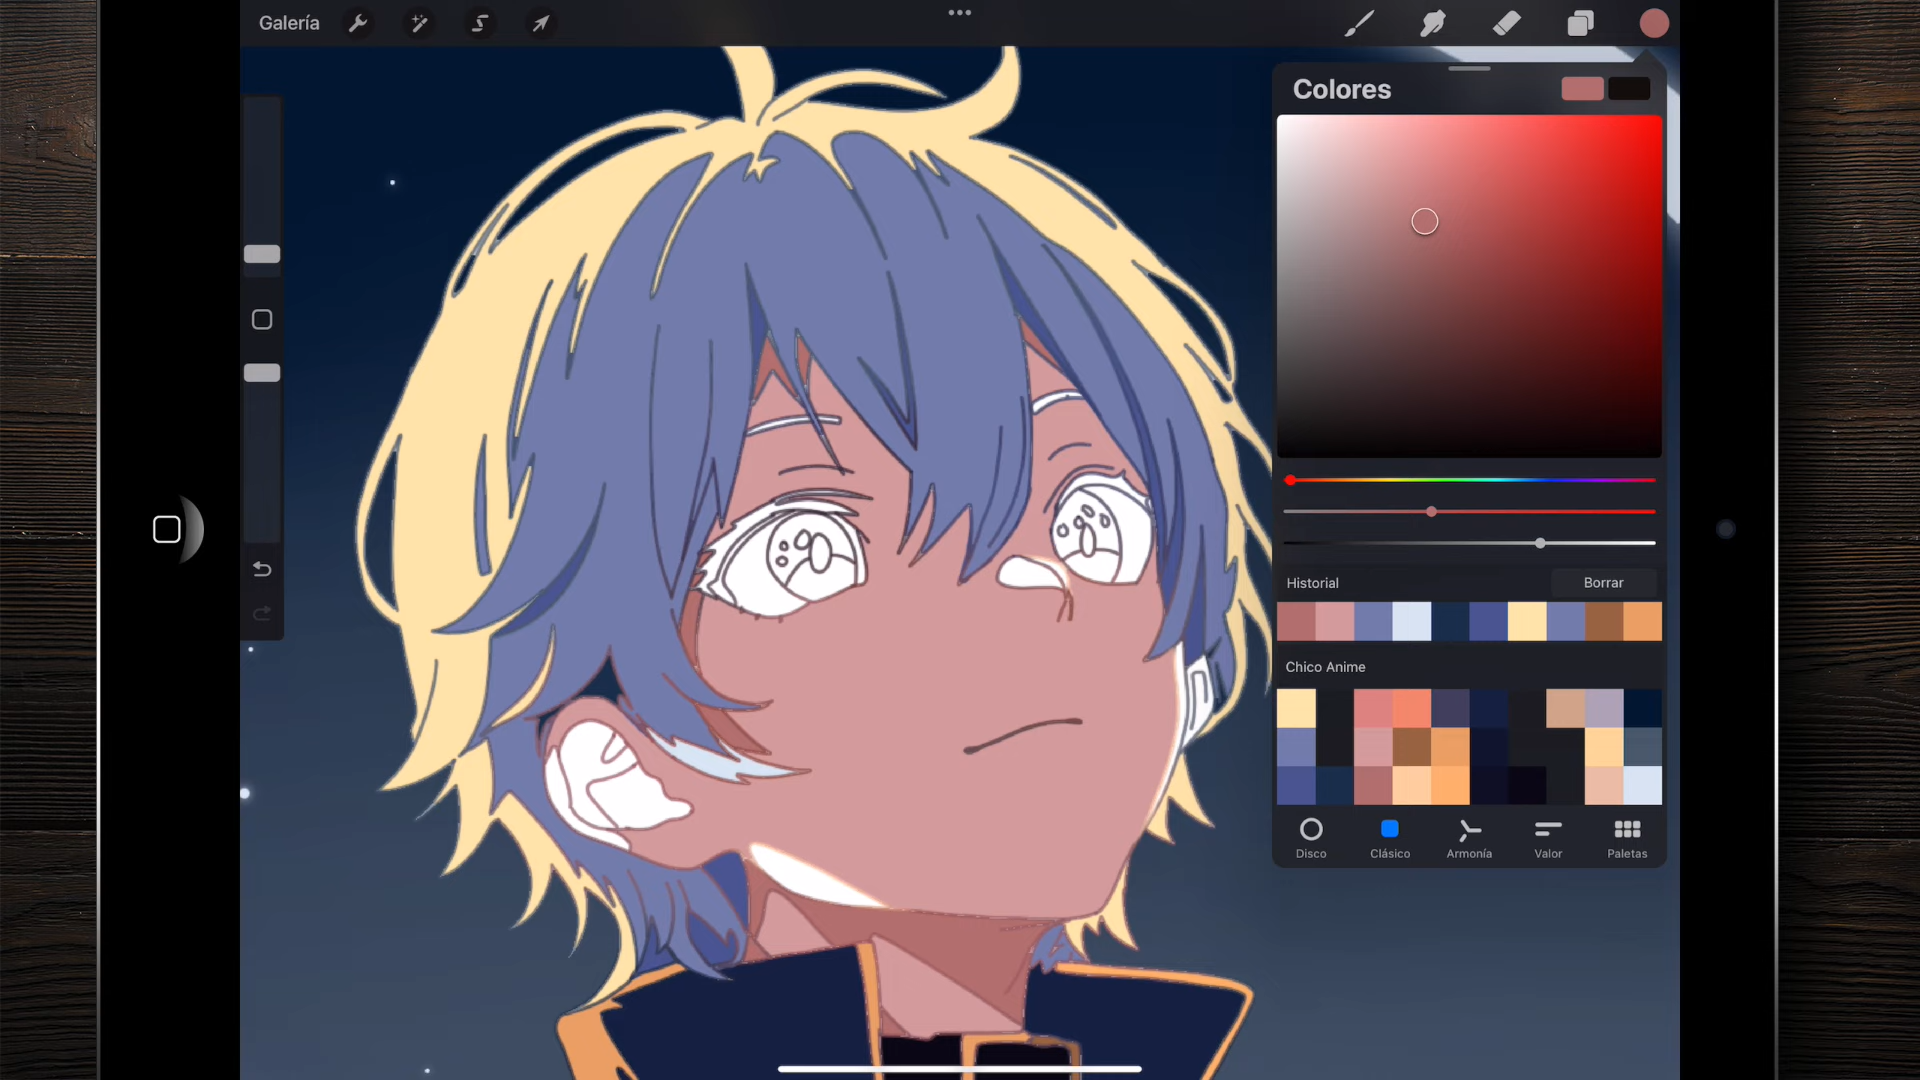 Galería
Colores
Historial
Borrar
Chico Anime
Disco
Clásico
Armonía
Valor
Paletas